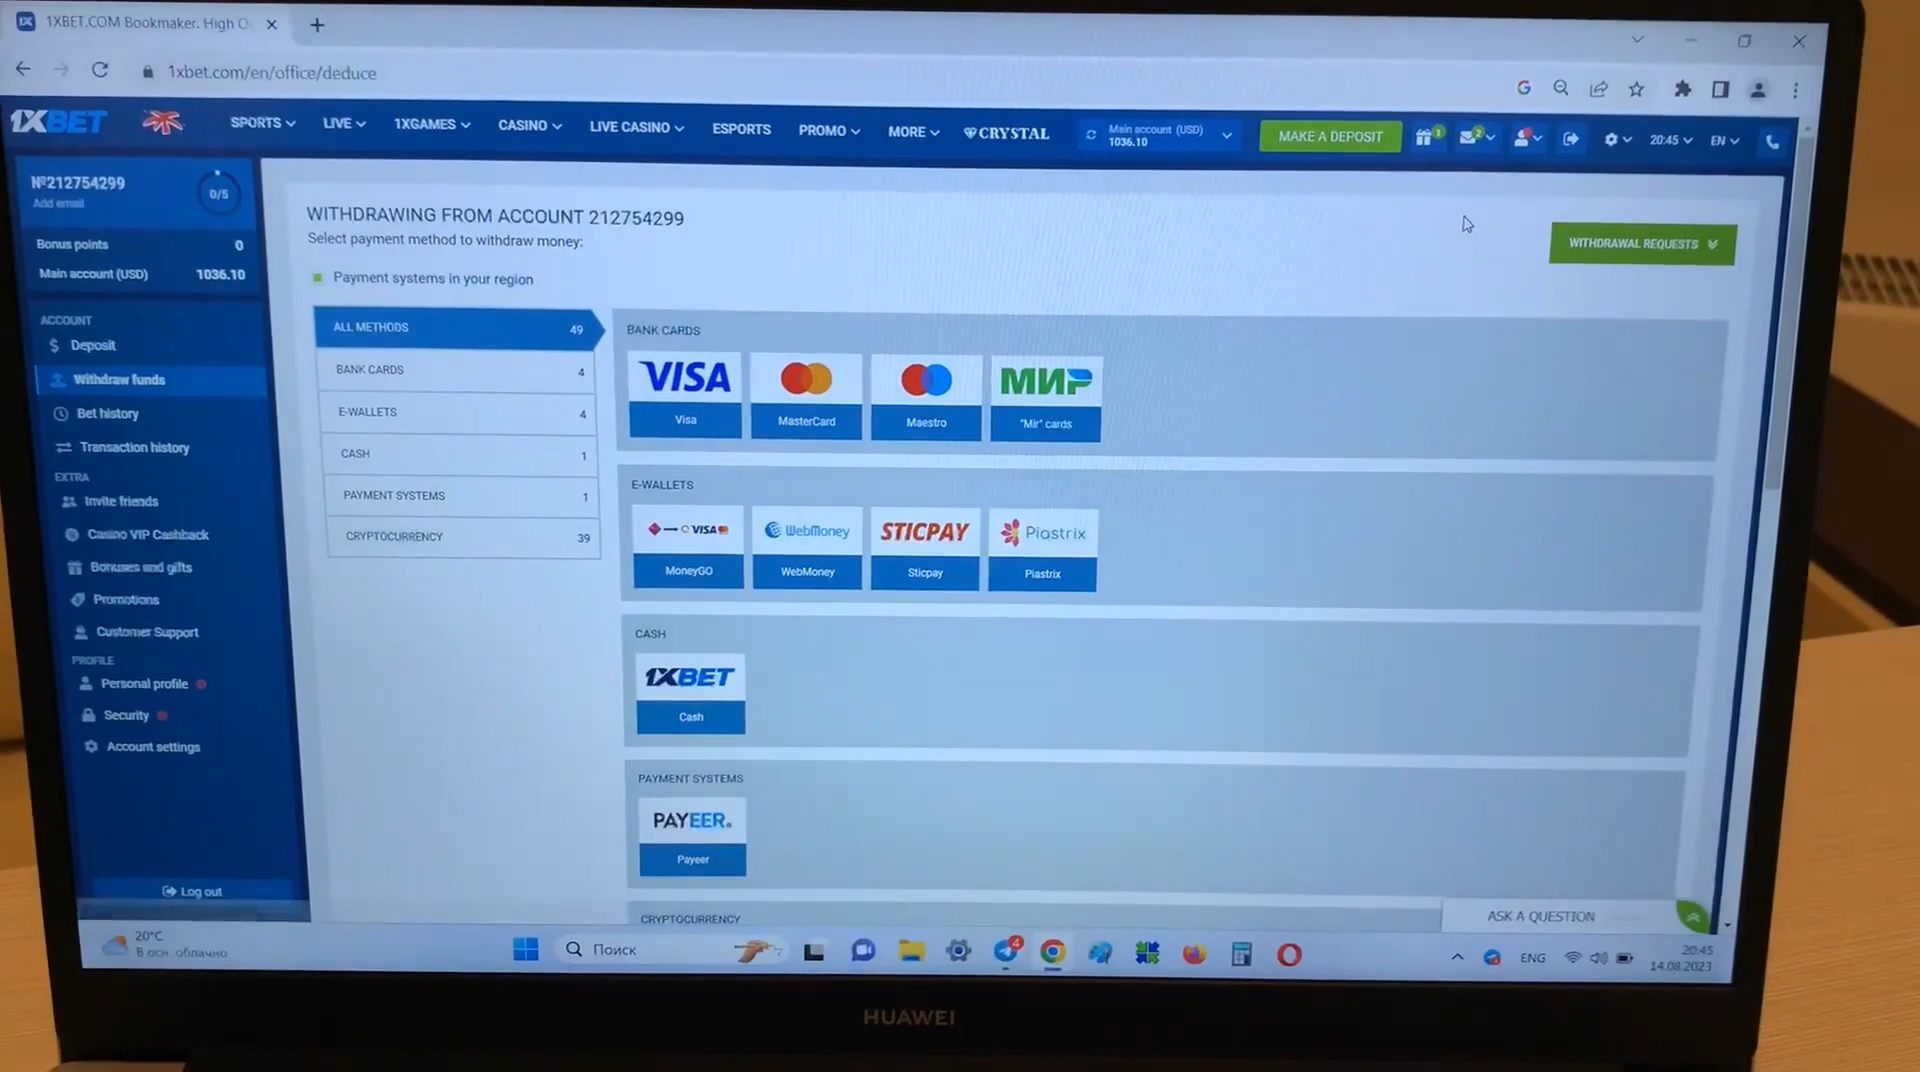 1XBET.COM Bookmaker. High O
1xbet.com/en/office/deduce
1XBET
SPORTS
LIVE
1XGAMES
CASINO
LIVE CASINO
ESPORTS
PROMO
MORE
CRYSTAL
Main account (USD)
1036.10
MAKE A DEPOSIT
1
2
20:45
EN
№212754299
Add email
0/5
Bonus points 0
Main account (USD) 1036.10
ACCOUNT
Deposit
Withdraw funds
Bet history
Transaction history
EXTRA
Invite friends
Casino VIP Cashback
Bonuses and gifts
Promotions
Customer Support
PROFILE
Personal profile
Security
Account settings
Log out
WITHDRAWING FROM ACCOUNT 212754299
Select payment method to withdraw money:
WITHDRAWAL REQUESTS
Payment systems in your region
ALL METHODS 49
BANK CARDS 4
E-WALLETS 4
CASH 1
PAYMENT SYSTEMS 1
CRYPTOCURRENCY 39
BANK CARDS
VISA
МИР
Visa
MasterCard
Maestro
"Mir" cards
E-WALLETS
VISA
WebMoney
STICPAY
Piastrix
MoneyGO
WebMoney
Sticpay
Piastrix
CASH
1XBET
Cash
PAYMENT SYSTEMS
PAYEER.
Payeer
CRYPTOCURRENCY
ASK A QUESTION
20°C
В осн. облачно
Поиск
4
ENG
20:45
14.08.2023
HUAWEI